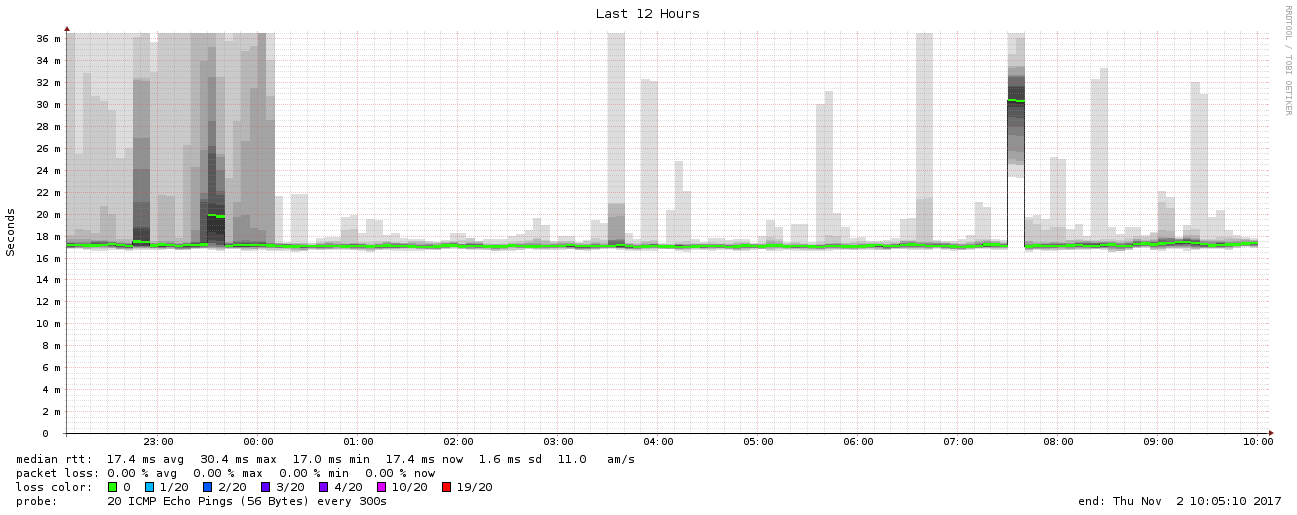 Last 12 Hours
RRDTOOL / TOBI OETIKER
Seconds
36 m
34 m
32 m
30 m
28 m
26 m
24 m
22 m
20 m
18 m
16 m
14 m
12 m
10 m
8 m
6 m
4 m
2 m
0
23:00 00:00 01:00 02:00 03:00 04:00 05:00 06:00 07:00 08:00 09:00 10:00
median rtt: 17.4 ms avg 30.4 ms max 17.0 ms min 17.4 ms now 1.6 ms sd 11.0 am/s
packet loss: 0.00 % avg 0.00 % max 0.00 % min 0.00 % now
loss color: 0 1/20 2/20 3/20 4/20 10/20 19/20
probe: 20 ICMP Echo Pings (56 Bytes) every 300s end: Thu Nov 2 10:05:10 2017